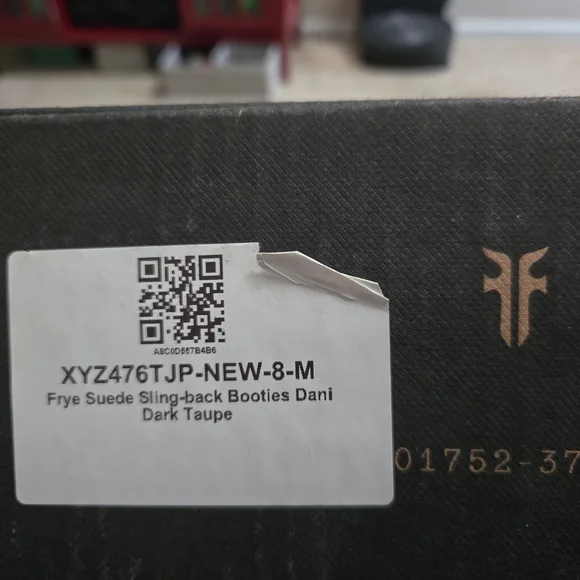 A8C9D567B4B6
XYZ476TJP-NEW-8-M
Frye Suede Sling-back Booties Dani
Dark Taupe
01752-37